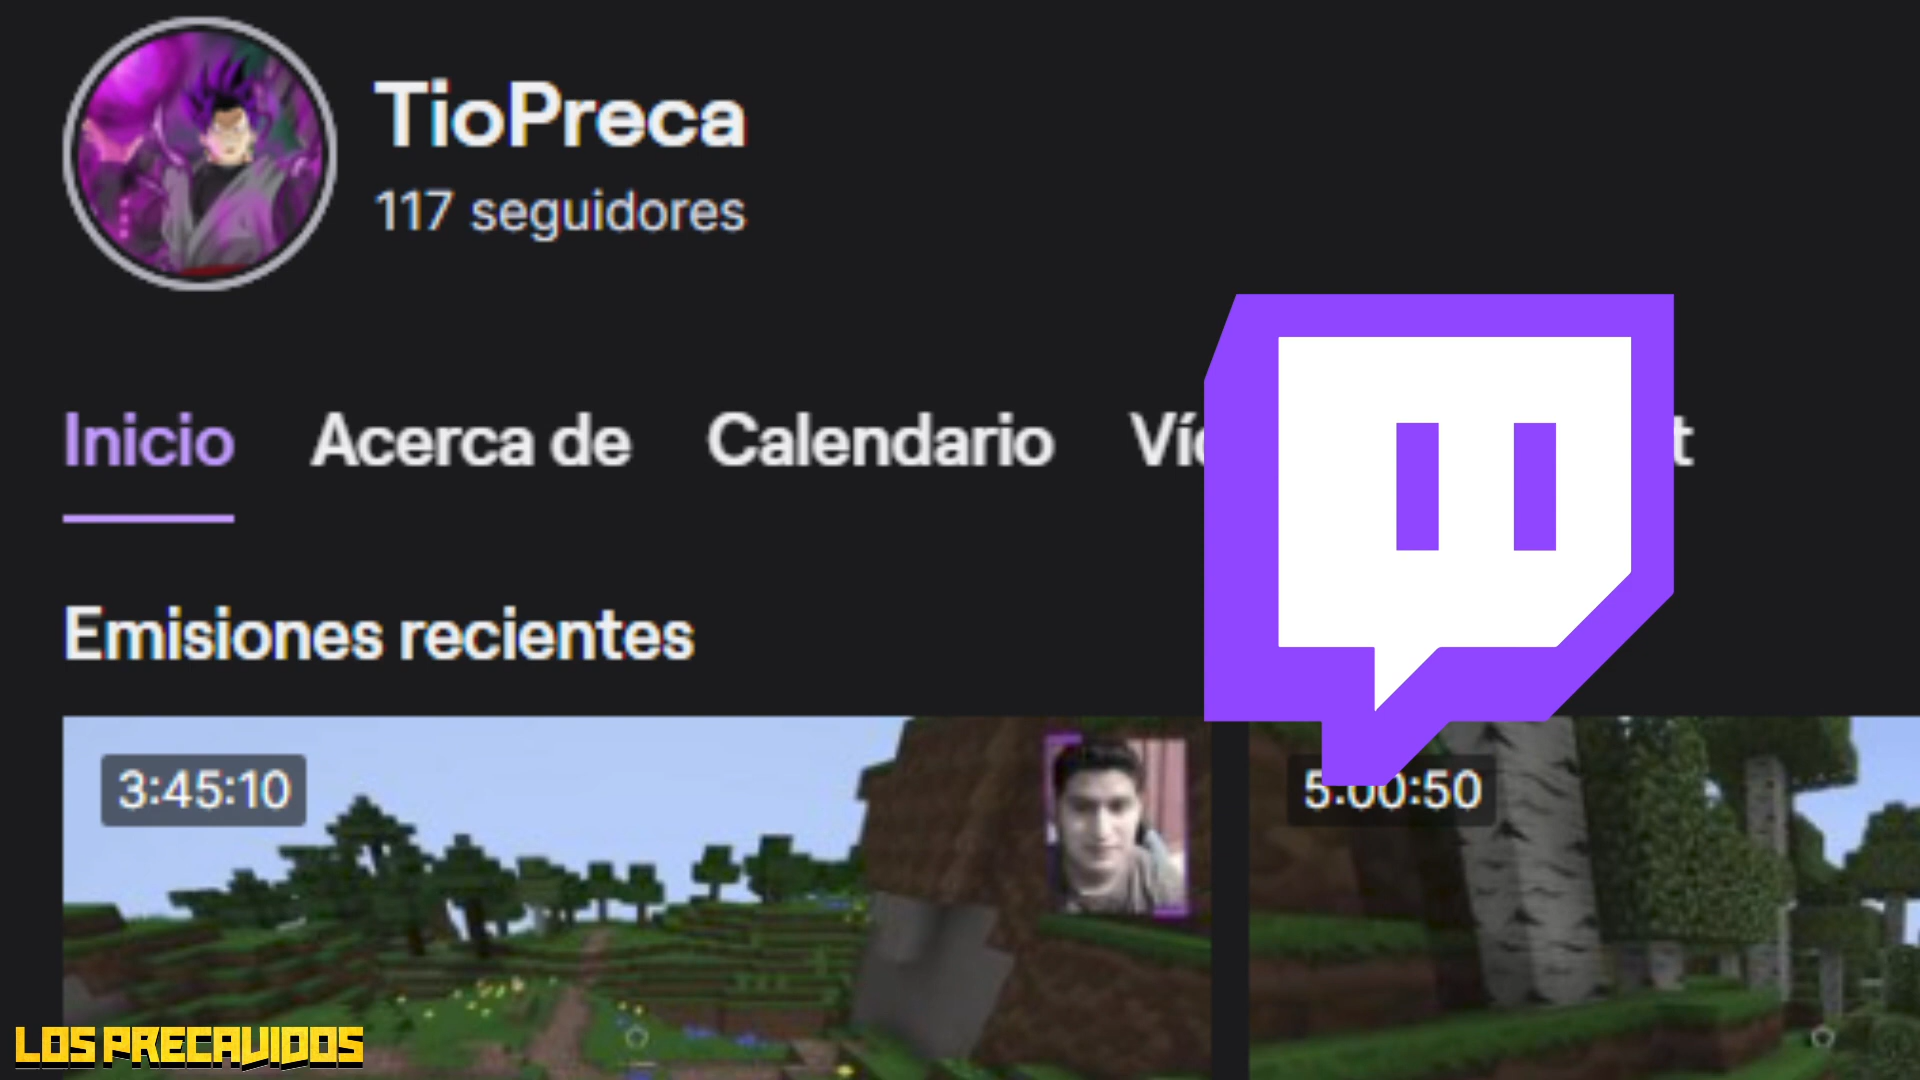 TioPreca
117 seguidores
Inicio Acerca de Calendario
Emisiones recientes
3:45:10 5:00:50
LOS PRECAVIDOS